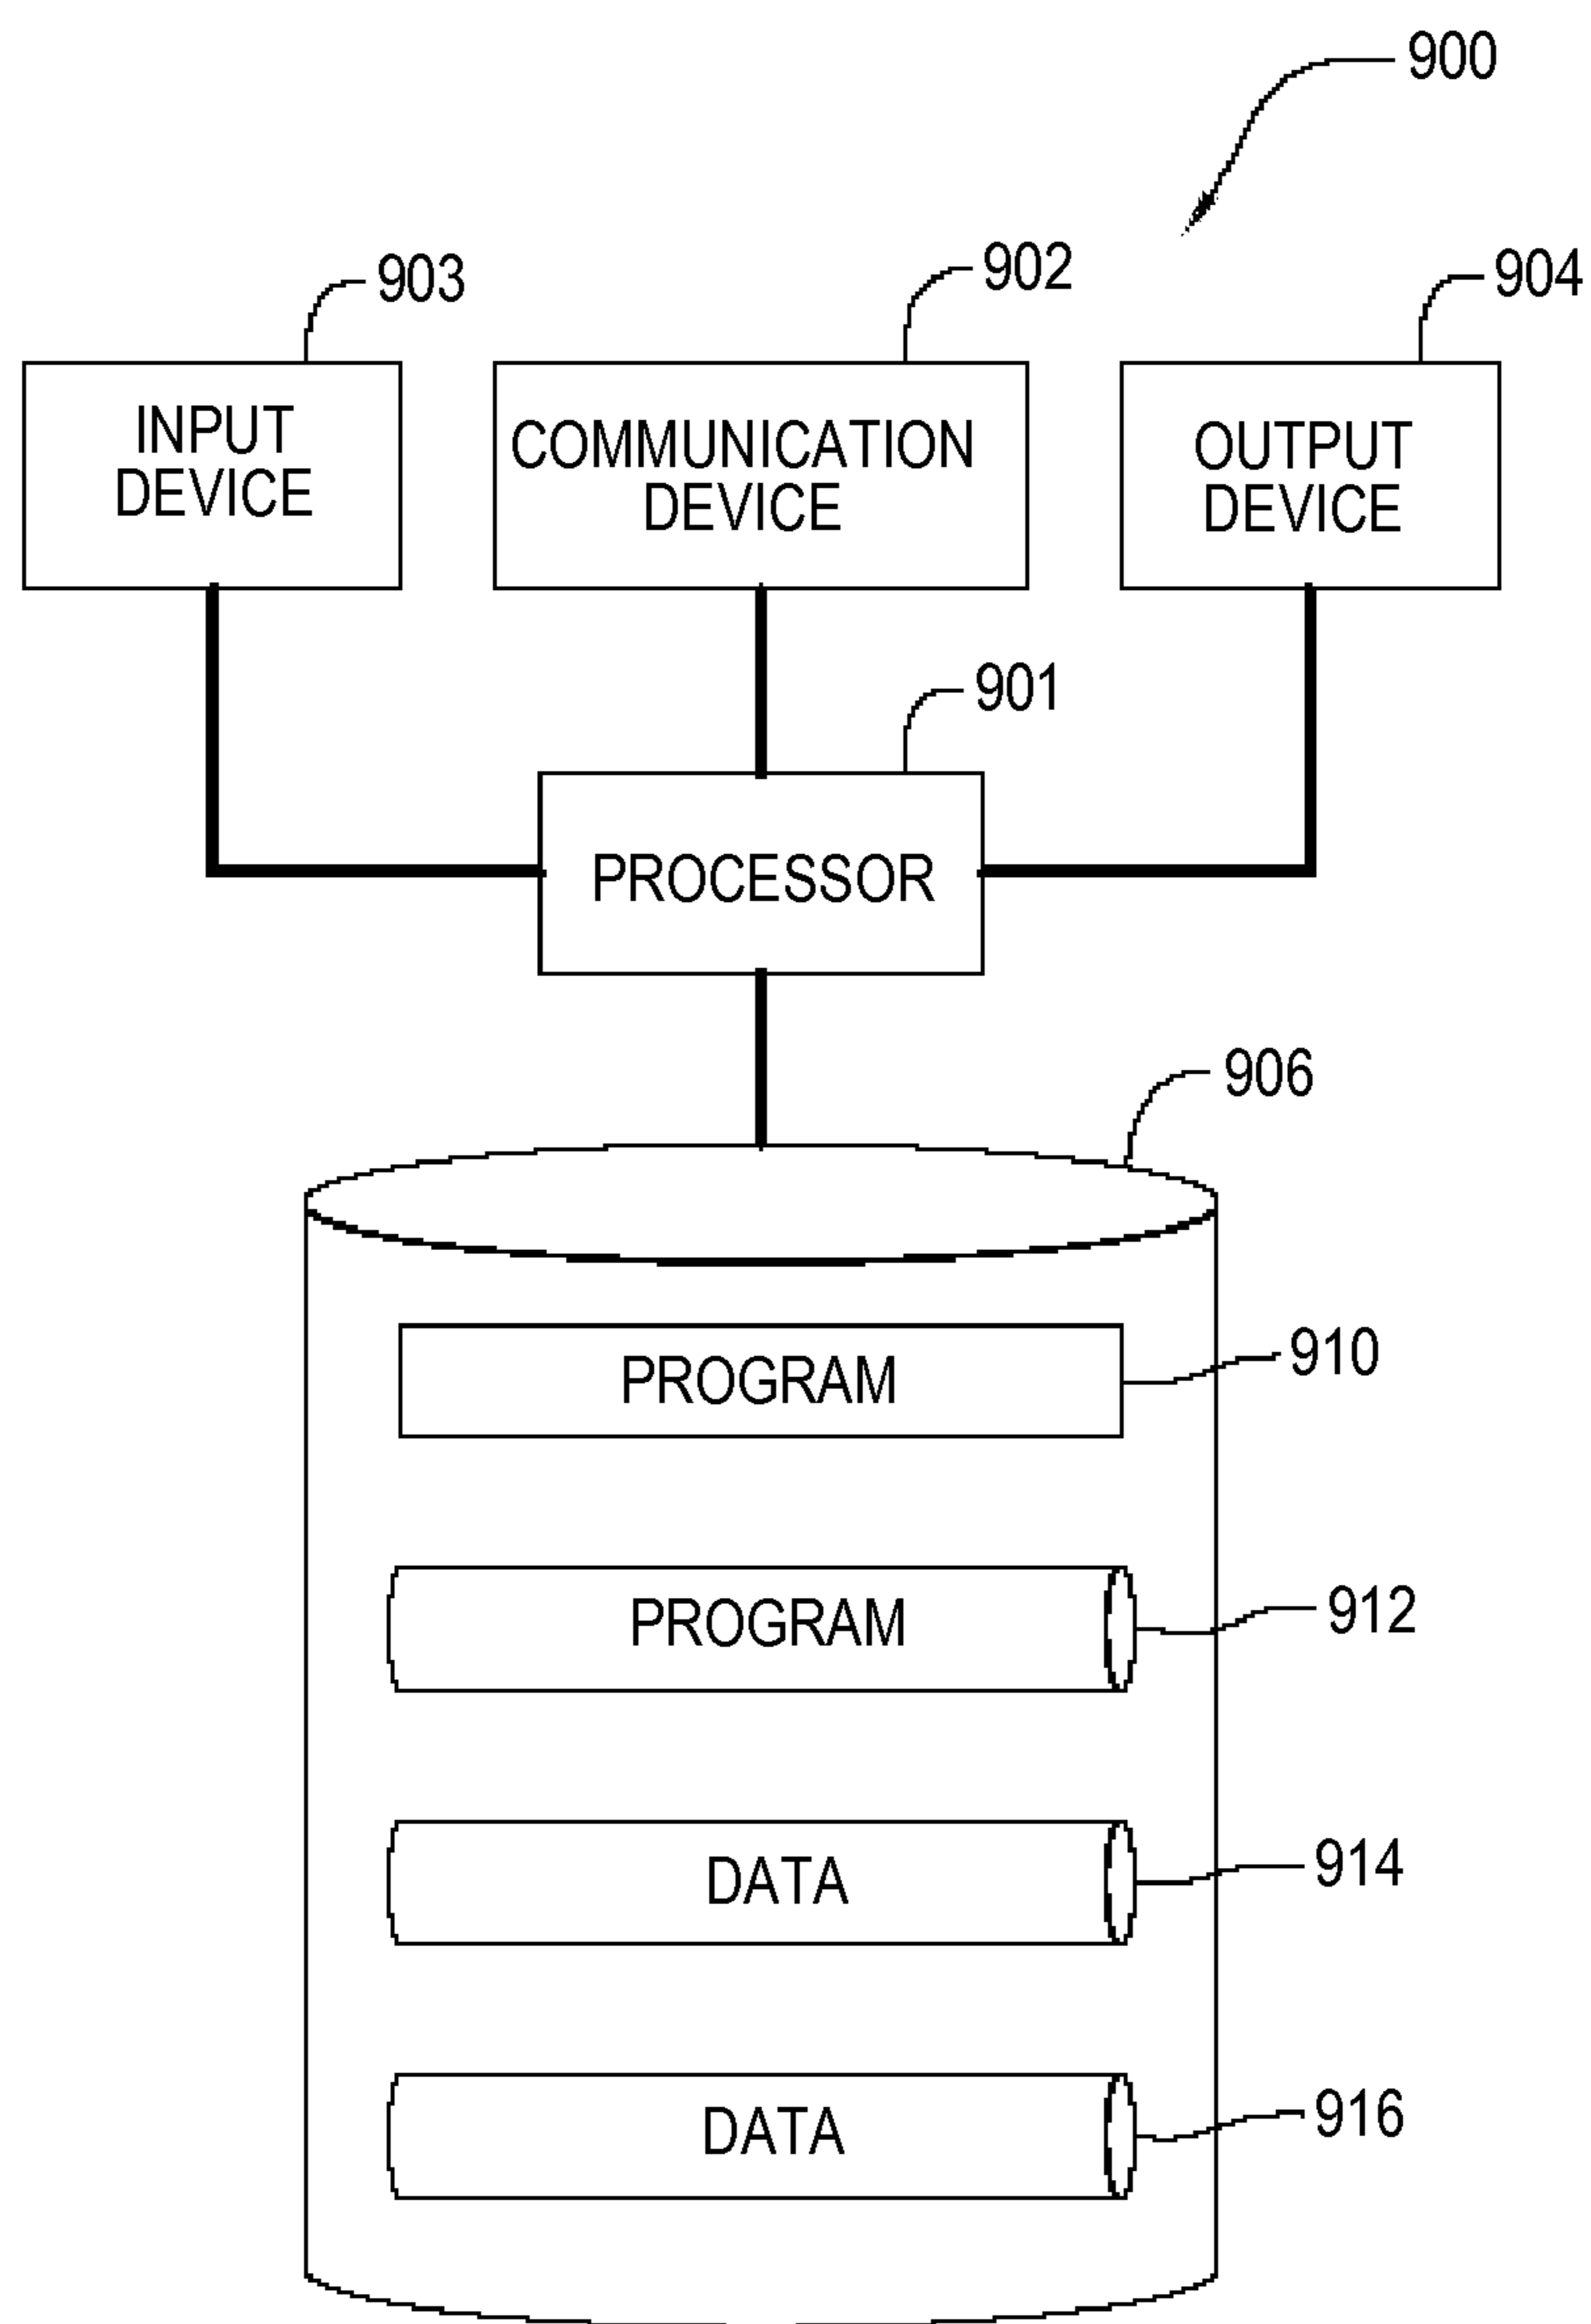 900
903
902
904
INPUT
DEVICE
COMMUNICATION
DEVICE
OUTPUT
DEVICE
901
PROCESSOR
906
PROGRAM
910
PROGRAM
912
DATA
914
DATA
916